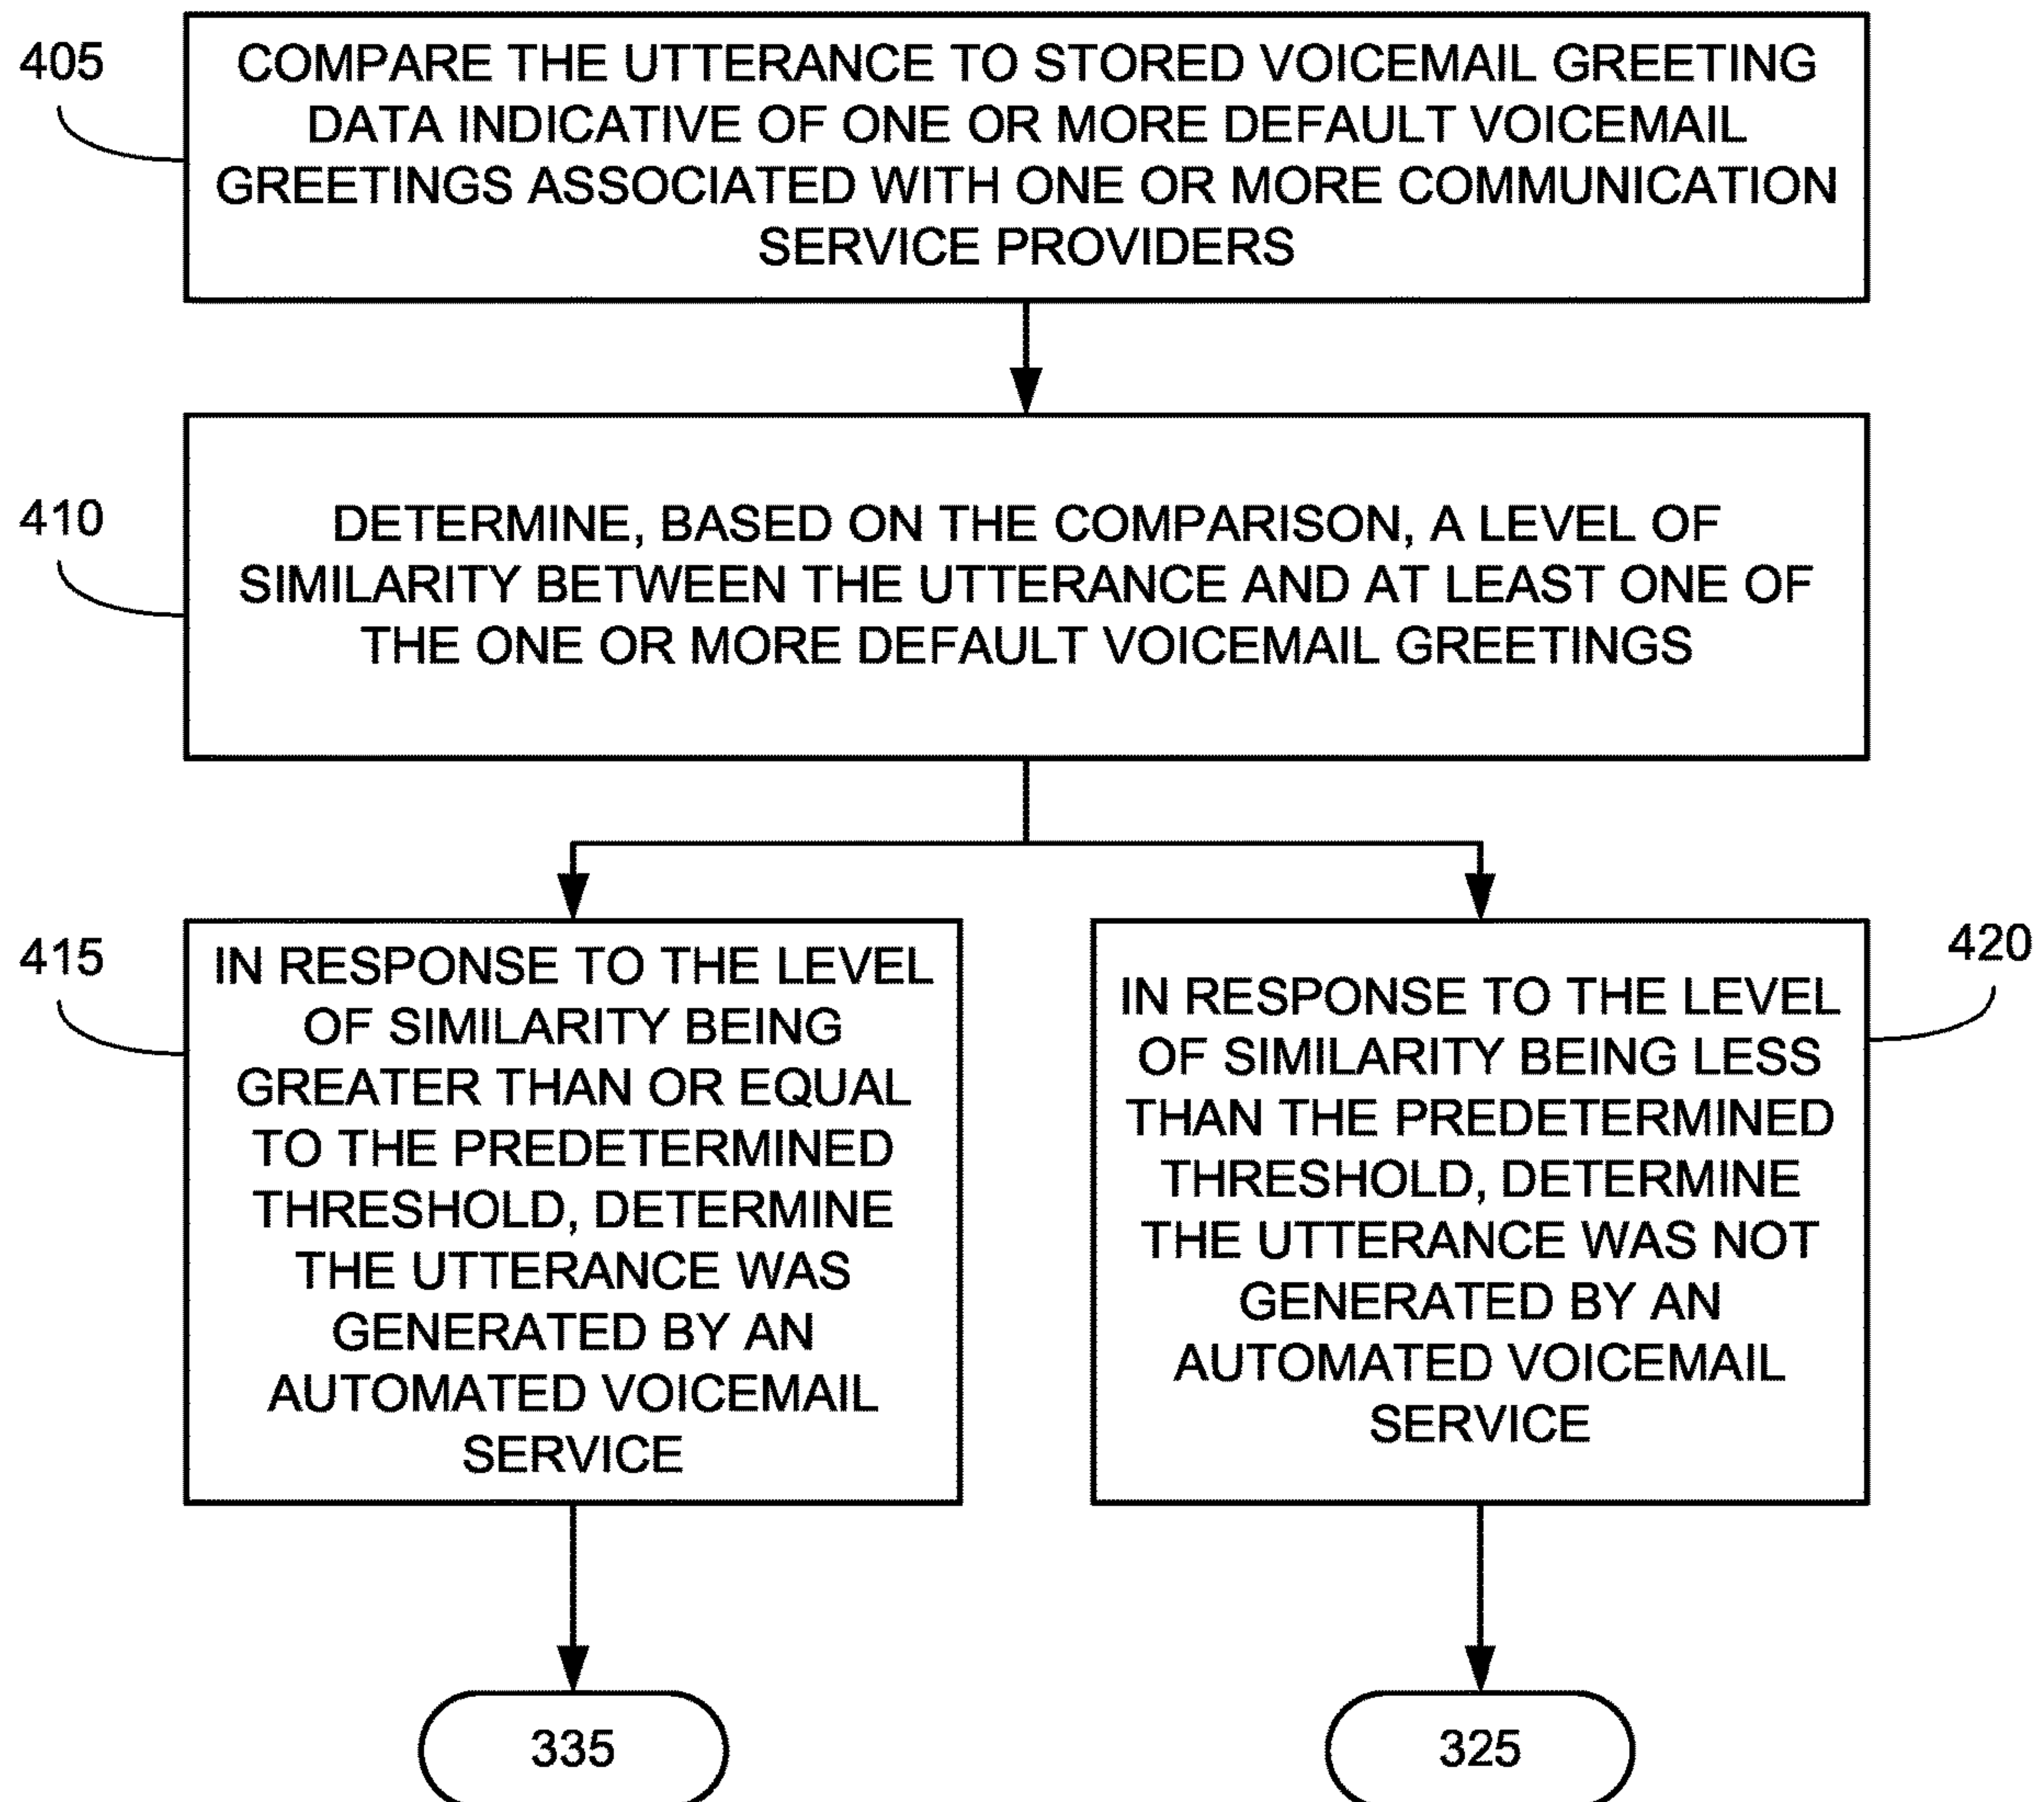 405
COMPARE THE UTTERANCE TO STORED VOICEMAIL GREETING
DATA INDICATIVE OF ONE OR MORE DEFAULT VOICEMAIL
GREETINGS ASSOCIATED WITH ONE OR MORE COMMUNICATION
SERVICE PROVIDERS
410
DETERMINE, BASED ON THE COMPARISON, A LEVEL OF
SIMILARITY BETWEEN THE UTTERANCE AND AT LEAST ONE OF
THE ONE OR MORE DEFAULT VOICEMAIL GREETINGS
415
IN RESPONSE TO THE LEVEL
OF SIMILARITY BEING
GREATER THAN OR EQUAL
TO THE PREDETERMINED
THRESHOLD, DETERMINE
THE UTTERANCE WAS
GENERATED BY AN
AUTOMATED VOICEMAIL
SERVICE
420
IN RESPONSE TO THE LEVEL
OF SIMILARITY BEING LESS
THAN THE PREDETERMINED
THRESHOLD, DETERMINE
THE UTTERANCE WAS NOT
GENERATED BY AN
AUTOMATED VOICEMAIL
SERVICE
335
325